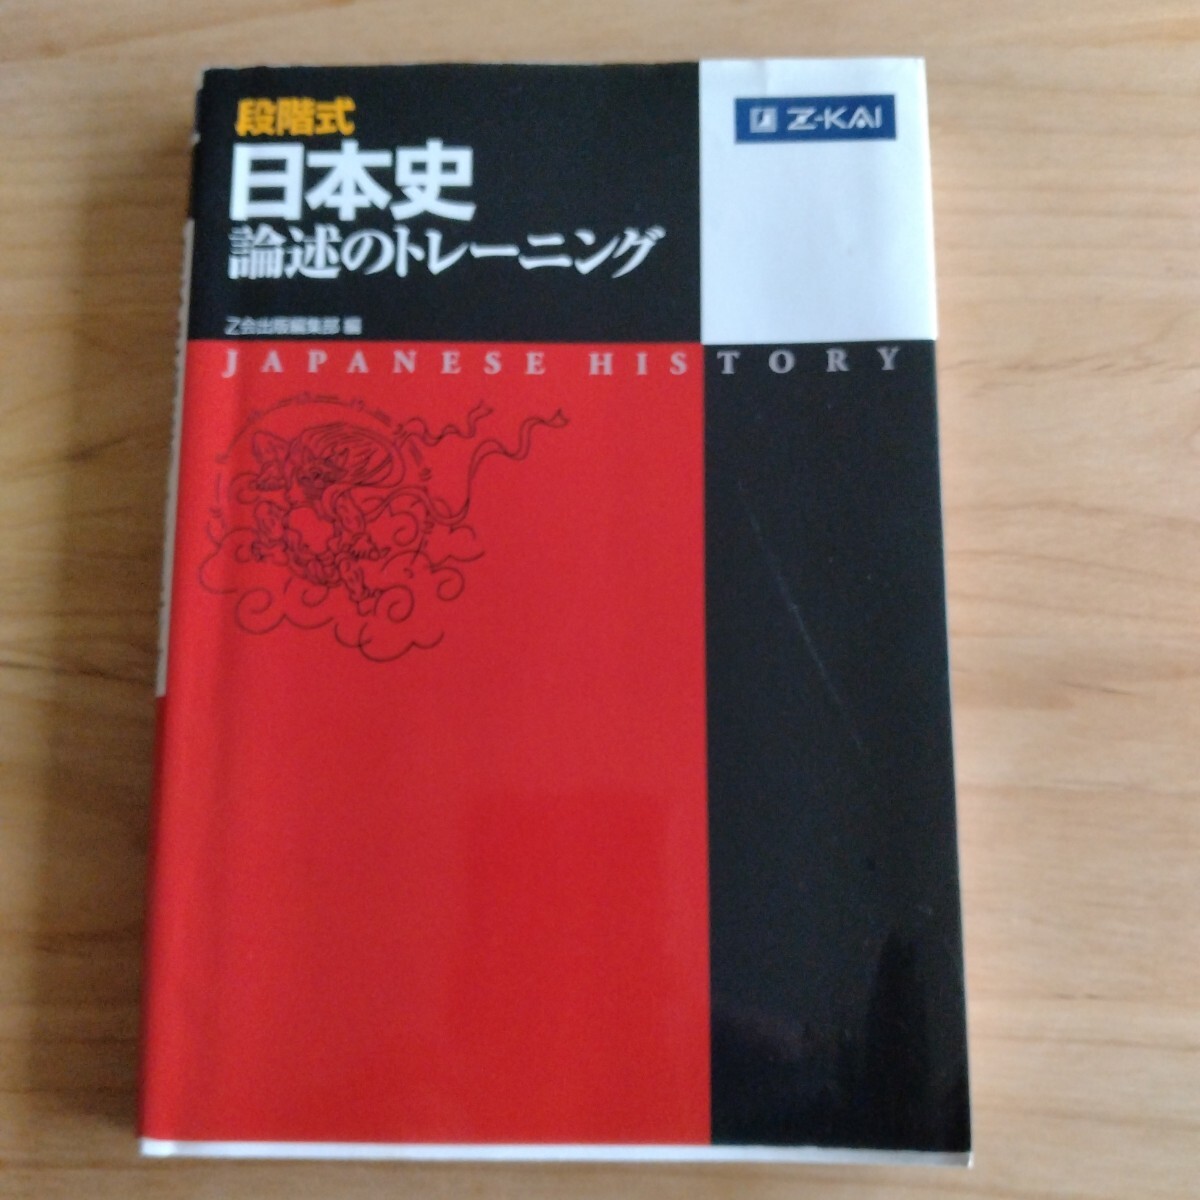 段階式
Z-KAI
日本史
論述のトレーニング
Z会出版編集部 編
JAPANESE HISTORY